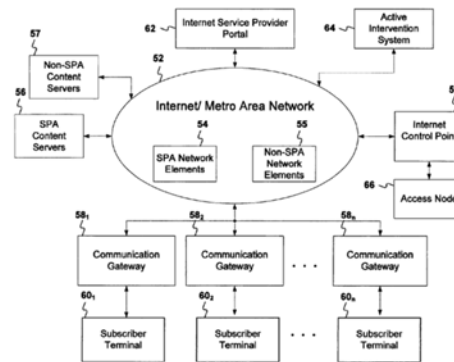 62
Internet Service Provider
Portal
64
Active
Intervention
System
57
Non-SPA
Content
Servers
52
56
SPA
Content
Servers
Internet/ Metro Area Network
54
SPA Network
Elements
55
Non-SPA
Network
Elements
5
Internet
Control Poin
66
Access Node
58₁
Communication
Gateway
58₂
Communication
Gateway
58ₙ
Communication
Gateway
. . .
60₁
Subscriber
Terminal
60₂
Subscriber
Terminal
60ₙ
Subscriber
Terminal
. . .